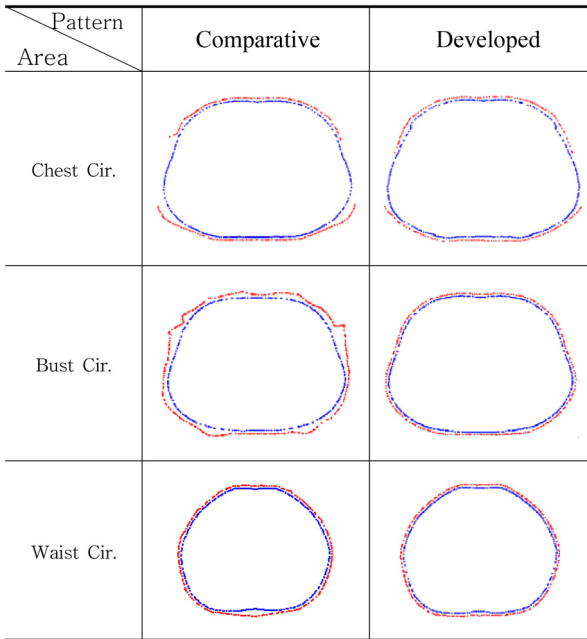 Pattern
Area
Comparative
Developed
Chest Cir.
Bust Cir.
Waist Cir.